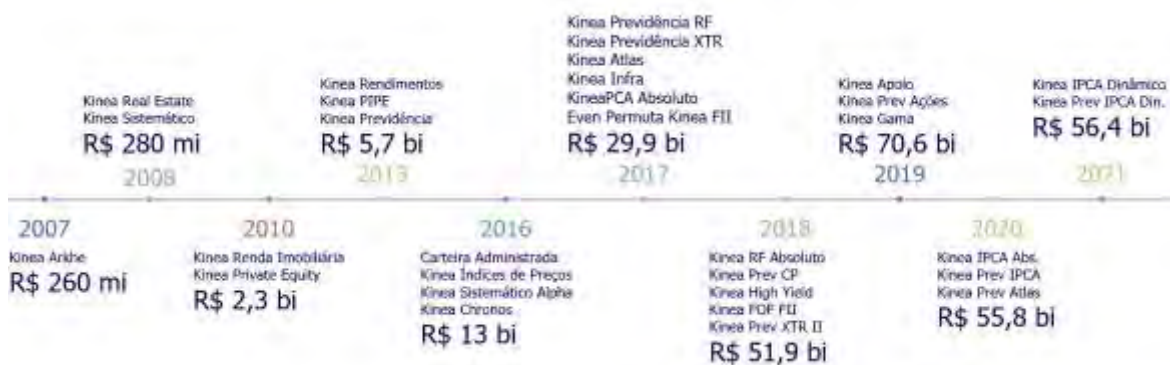 Kinea Real Estate
Kinea Sistemático
R$ 280 mi
2008
Kinea Rendimentos
Kinea PIPE
Kinea Previdência
R$ 5,7 bi
2013
Kinea Previdência RF
Kinea Previdência XTR
Kinea Atlas
Kinea Infra
KineaPCA Absoluto
Even Permuta Kinea FII
R$ 29,9 bi
2017
Kinea Apolo
Kinea Prev Ações
Kinea Gama
R$ 70,6 bi
2019
Kinea IPCA Dinâmico
Kinea Prev IPCA Din.
R$ 56,4 bi
2021
2007
Kinea Arkhe
R$ 260 mi
2010
Kinea Renda Imobiliária
Kinea Private Equity
R$ 2,3 bi
2016
Carteira Administrada
Kinea Índices de Preços
Kinea Sistemático Alpha
Kinea Chronos
R$ 13 bi
2018
Kinea RF Absoluto
Kinea Prev CP
Kinea High Yield
Kinea FOF FII
Kinea Prev XTR II
R$ 51,9 bi
2020
Kinea IPCA Abs.
Kinea Prev IPCA
Kinea Prev Atlas
R$ 55,8 bi